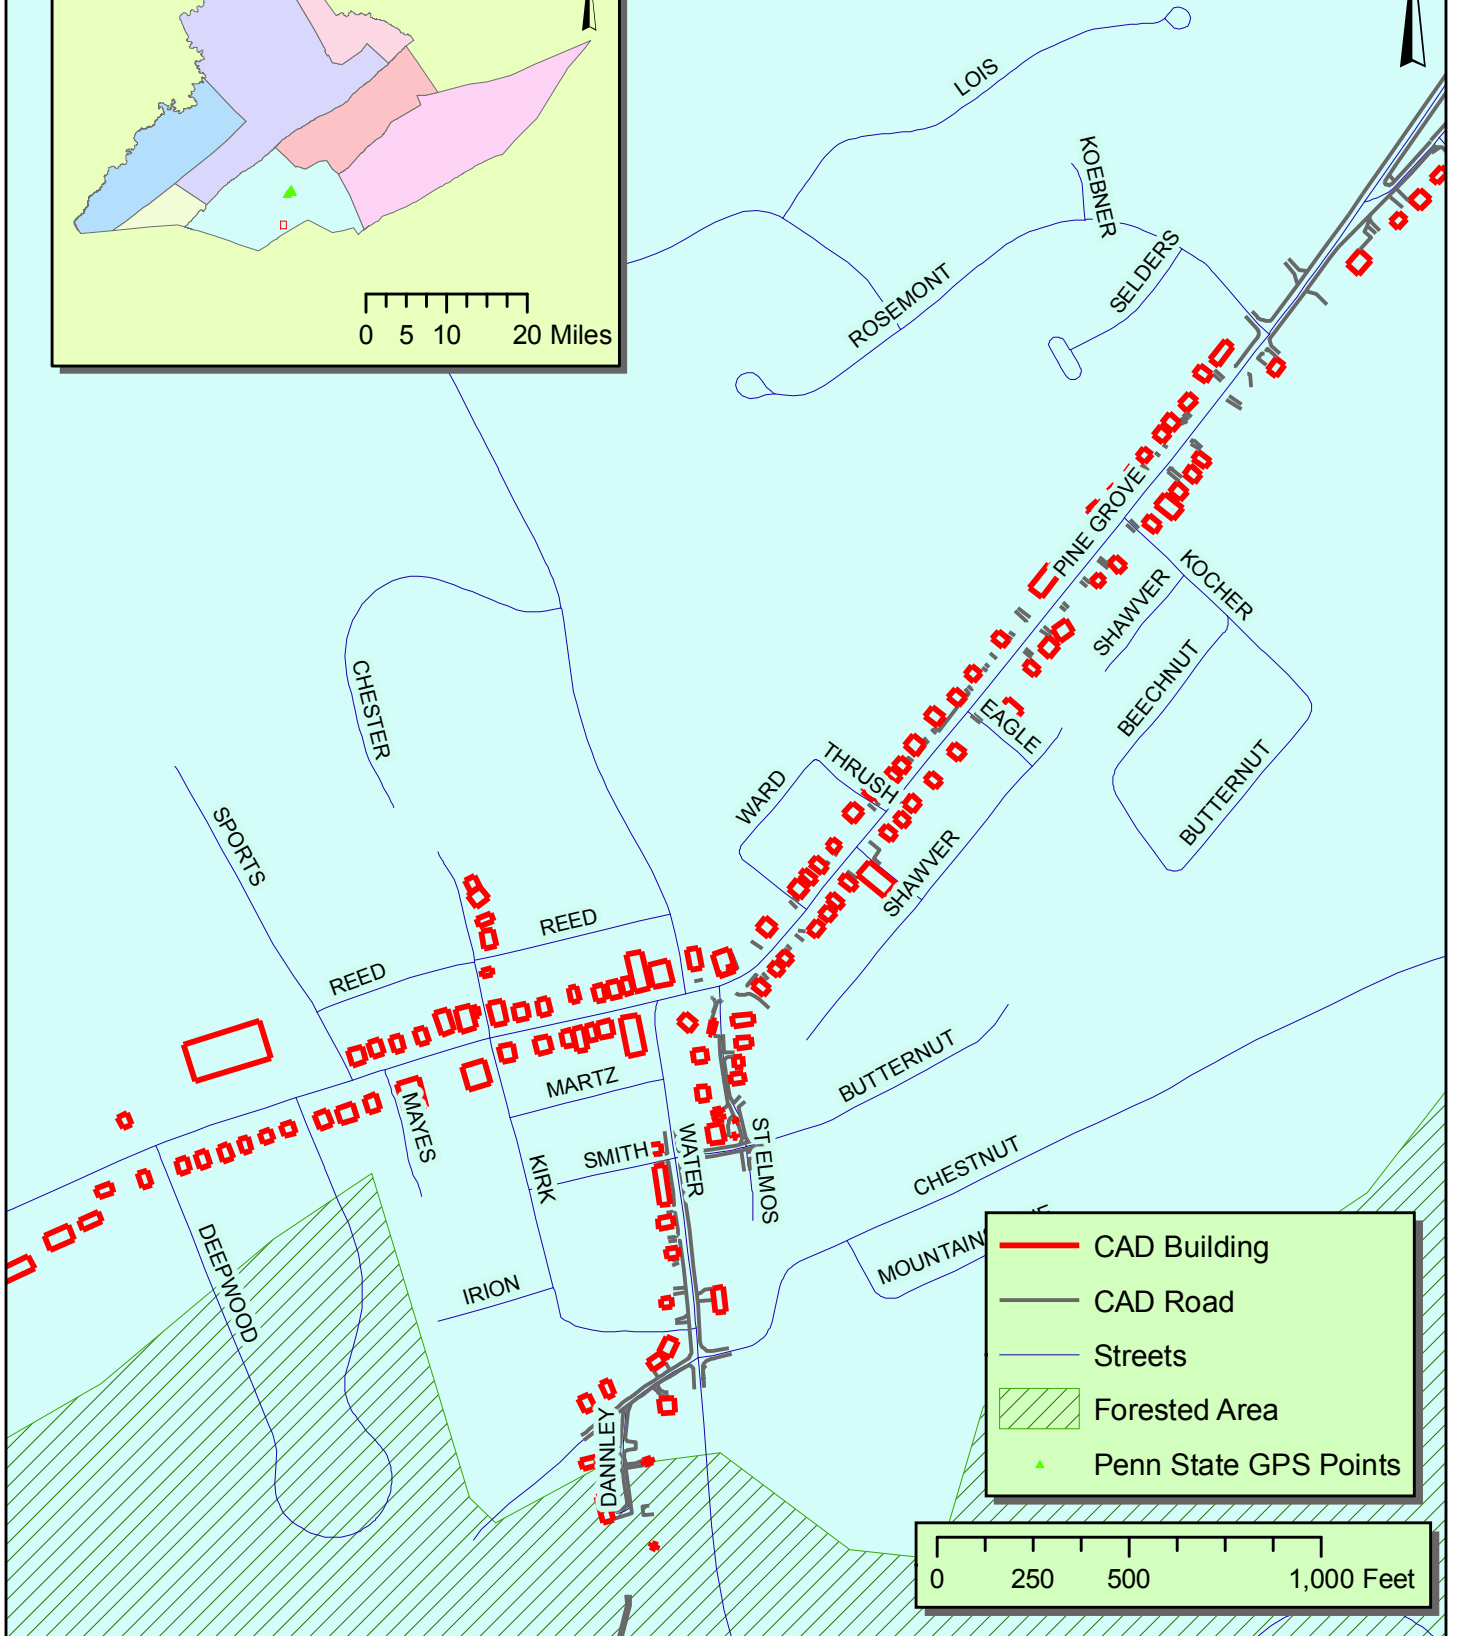 0 5 10 20 Miles
LOIS
KOEBNER
SELDERS
ROSEMONT
PINE GROVE
KOCHER
SHAWVER
BEECHNUT
BUTTERNUT
EAGLE
THRUSH
WARD
SHAWVER
CHESTER
SPORTS
REED
REED
MARTZ
MAYES
BUTTERNUT
SMITH
WATER
ST ELMOS
KIRK
CHESTNUT
DEEPWOOD
IRION
DANNLEY
CAD Building
CAD Road
Streets
Forested Area
Penn State GPS Points
0 250 500 1,000 Feet